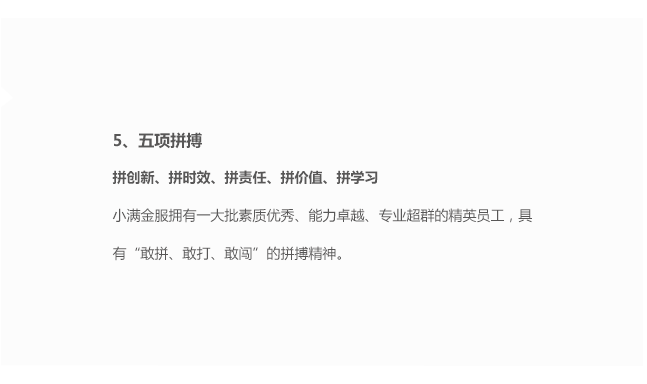 5、五项拼搏
拼创新、拼时效、拼责任、拼价值、拼学习
小满金服拥有一大批素质优秀、能力卓越、专业超群的精英员工，具
有“敢拼、敢打、敢闯”的拼搏精神。